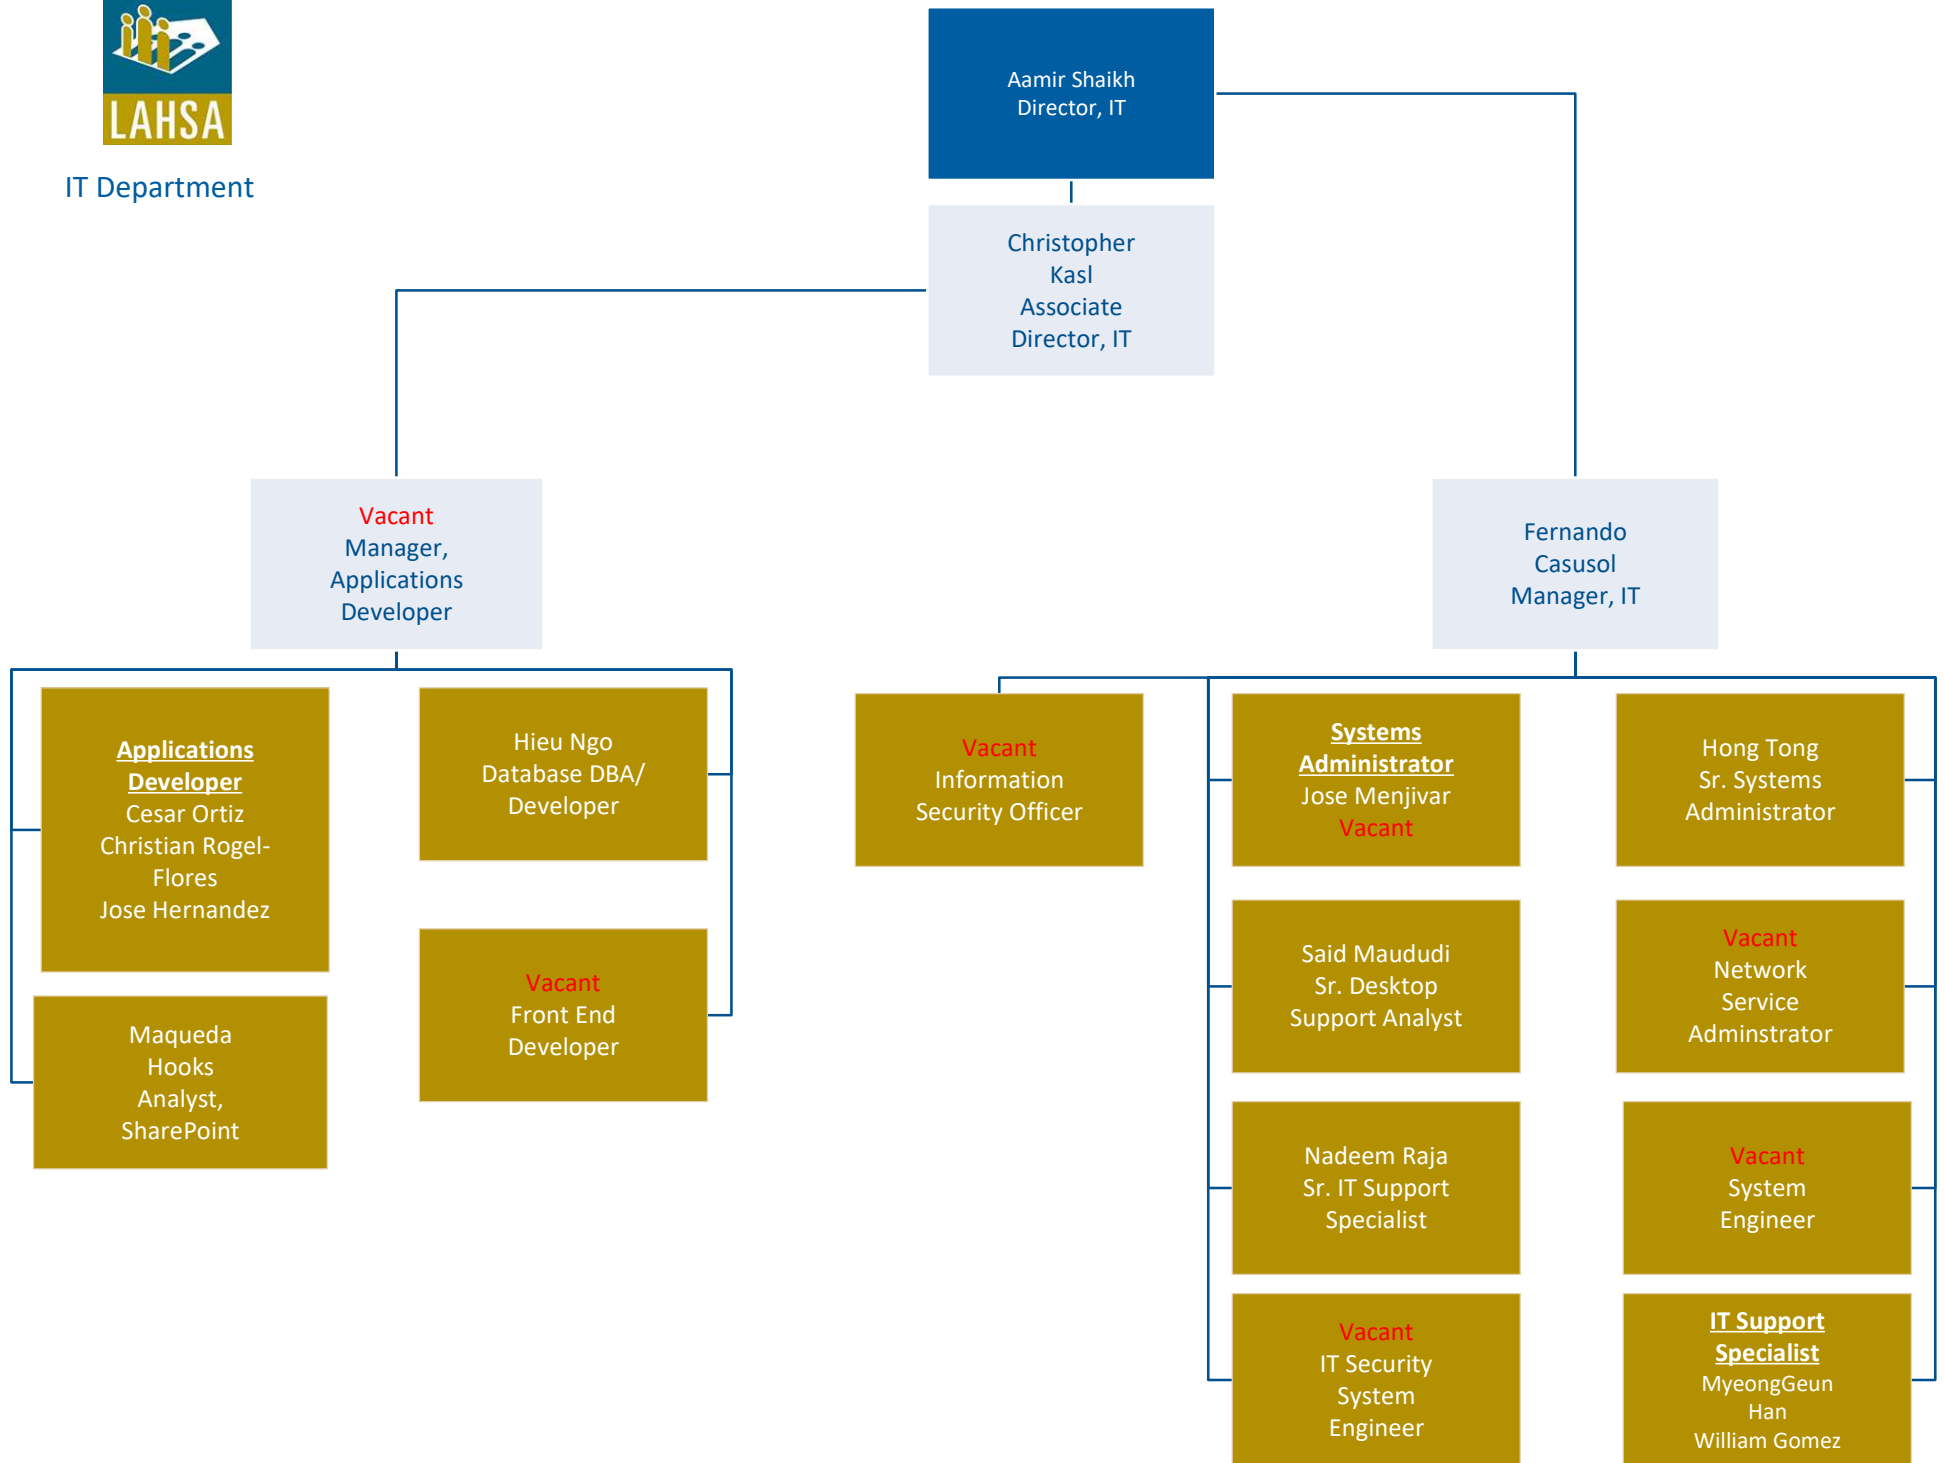 LAHSA
IT Department
Aamir Shaikh
Director, IT
Christopher
Kasl
Associate
Director, IT
Vacant
Manager,
Applications
Developer
Fernando
Casusol
Manager, IT
Applications
Developer
Cesar Ortiz
Christian Rogel-
Flores
Jose Hernandez
Hieu Ngo
Database DBA/
Developer
Maqueda
Hooks
Analyst,
SharePoint
Vacant
Front End
Developer
Vacant
Information
Security Officer
Systems
Administrator
Jose Menjivar
Vacant
Hong Tong
Sr. Systems
Administrator
Said Maududi
Sr. Desktop
Support Analyst
Vacant
Network
Service
Adminstrator
Nadeem Raja
Sr. IT Support
Specialist
Vacant
System
Engineer
Vacant
IT Security
System
Engineer
IT Support
Specialist
MyeongGeun
Han
William Gomez